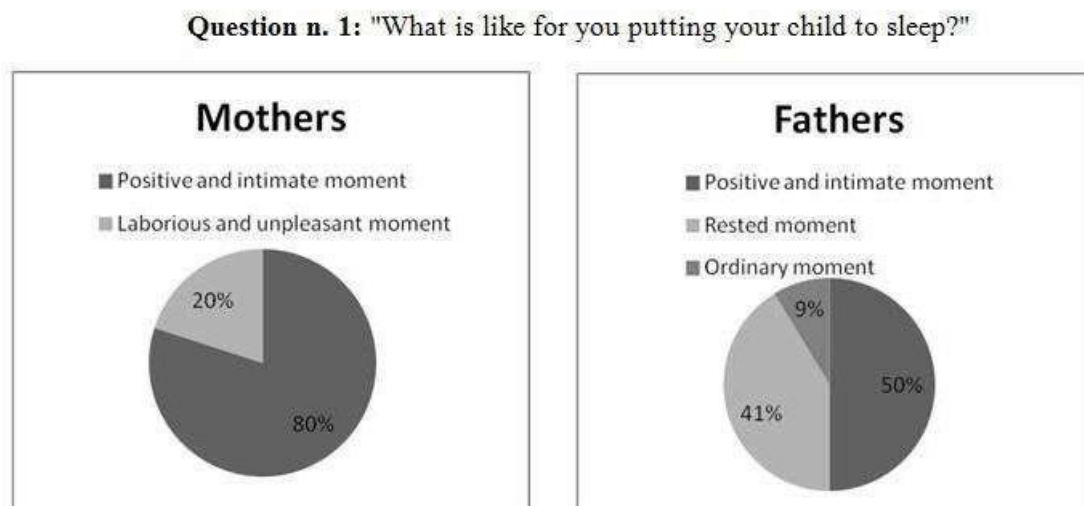 Question n. 1: "What is like for you putting your child to sleep?"
Mothers
Positive and intimate moment
Laborious and unpleasant moment
20%
80%
Fathers
Positive and intimate moment
Rested moment
Ordinary moment
9%
50%
41%